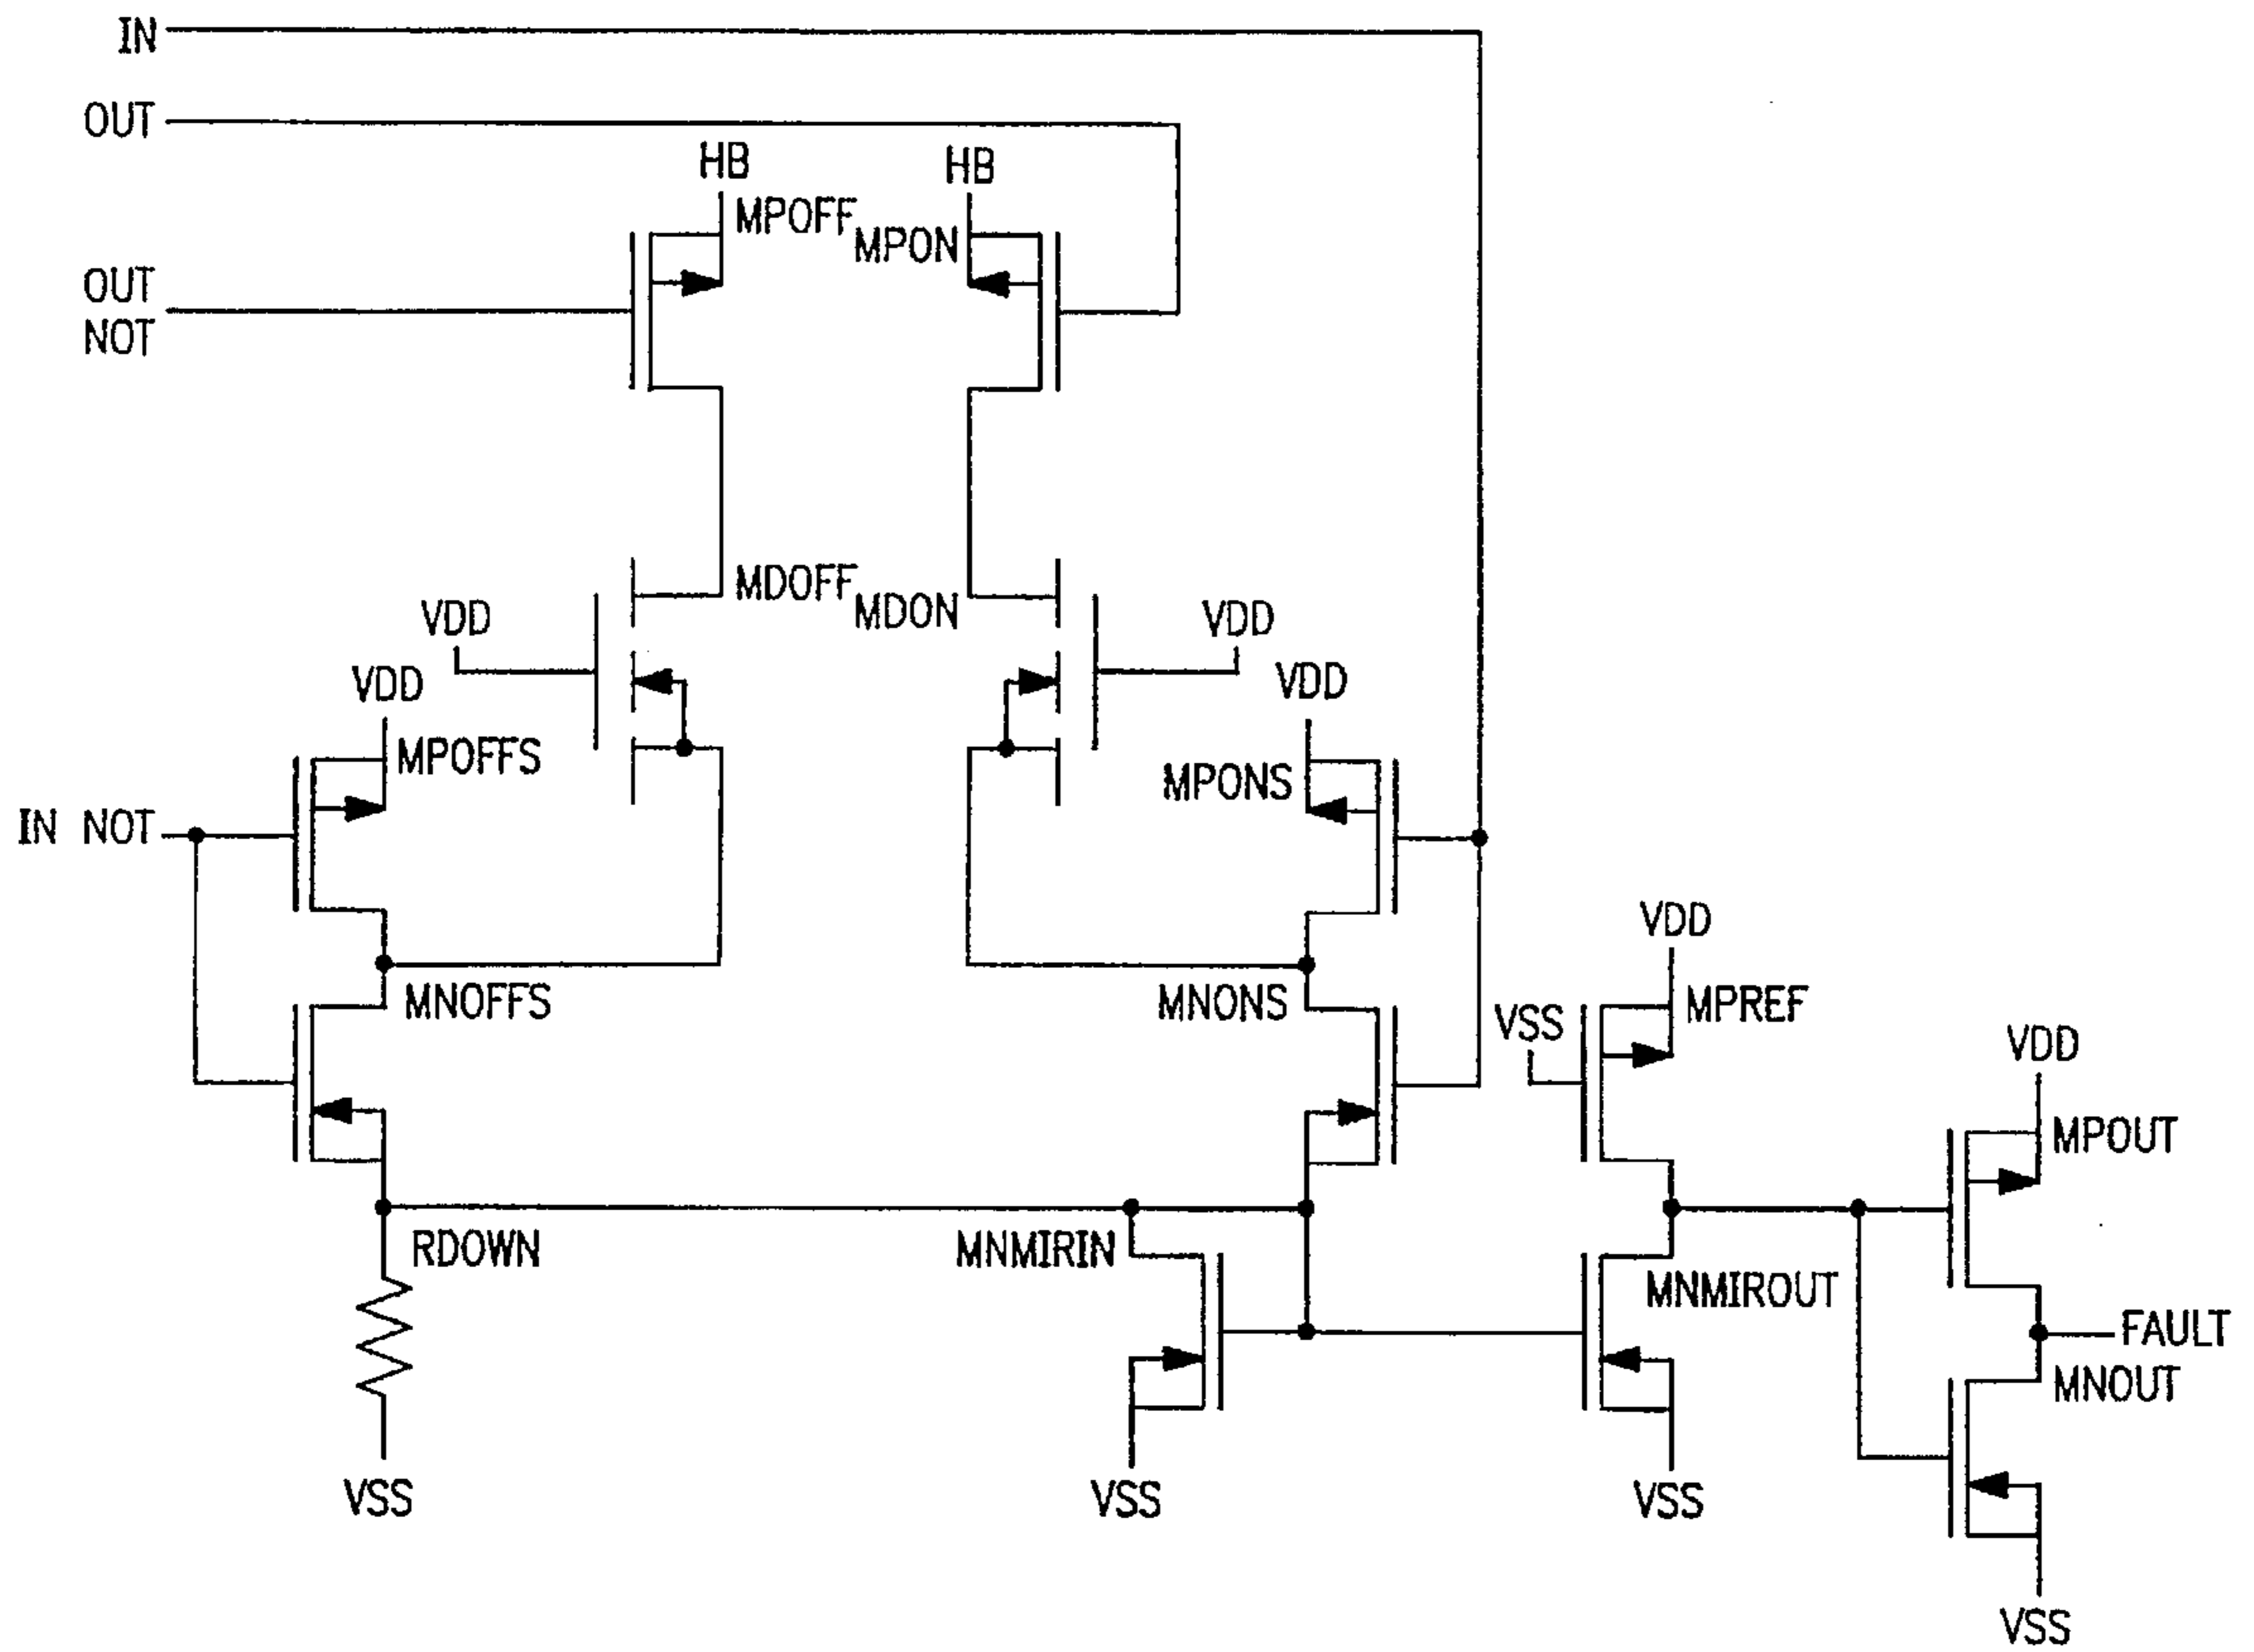 IN
OUT
HB
HB
MPOFF
MPON
OUT
NOT
MDOFF
MDON
VDD
VDD
VDD
VDD
MPOFFS
MPONS
IN NOT
VDD
MNOFFS
MNONS
VSS
MPREF
VDD
MPOUT
RDOWN
MNMIRIN
MNMIROUT
FAULT
MNOUT
VSS
VSS
VSS
VSS